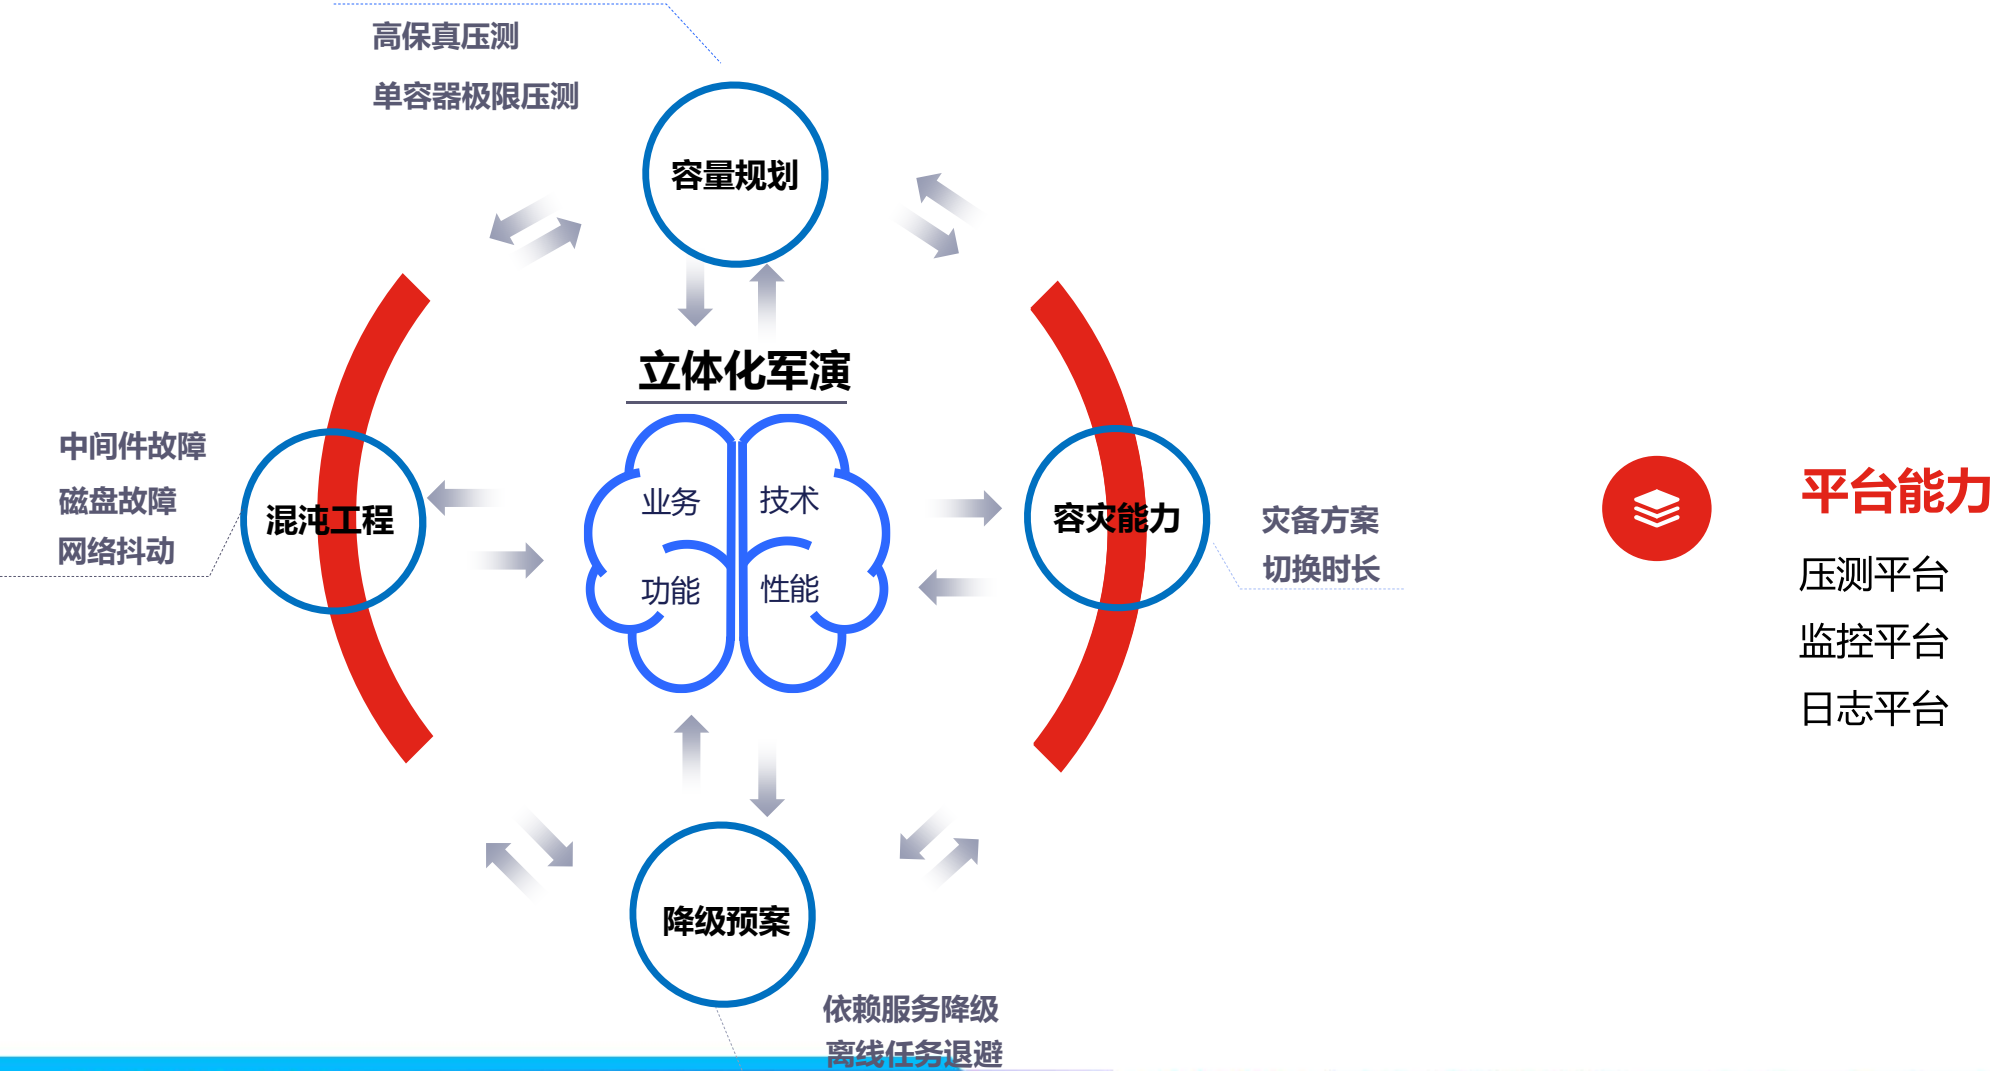 高保真压测
单容器极限压测
容量规划
立体化军演
中间件故障
磁盘故障
网络抖动
混沌工程
业务
技术
功能
性能
容灾能力
灾备方案
切换时长
平台能力
压测平台
监控平台
日志平台
降级预案
依赖服务降级
离线任务退避